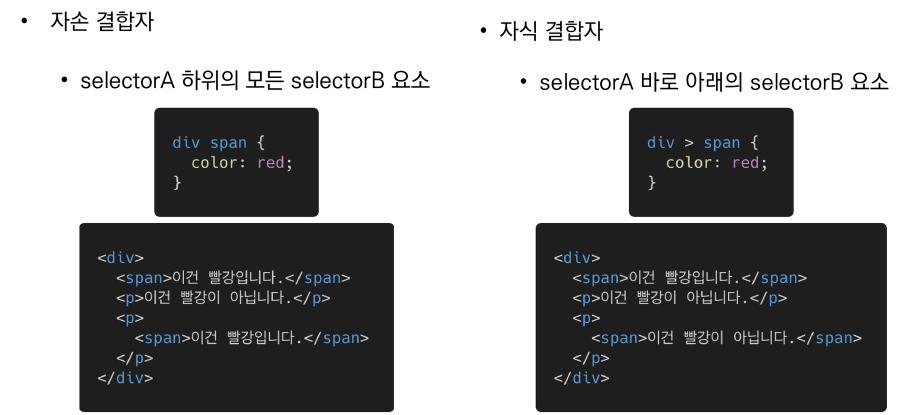 • 자손 결합자
• selectorA 하위의 모든 selectorB 요소
div span {
  color: red;
}
<div>
  <span>이건 빨강입니다.</span>
  <p>이건 빨강이 아닙니다.</p>
  <p>
    <span>이건 빨강입니다.</span>
  </p>
</div>
• 자식 결합자
• selectorA 바로 아래의 selectorB 요소
div > span {
  color: red;
}
<div>
  <span>이건 빨강입니다.</span>
  <p>이건 빨강이 아닙니다.</p>
  <p>
    <span>이건 빨강이 아닙니다.</span>
  </p>
</div>